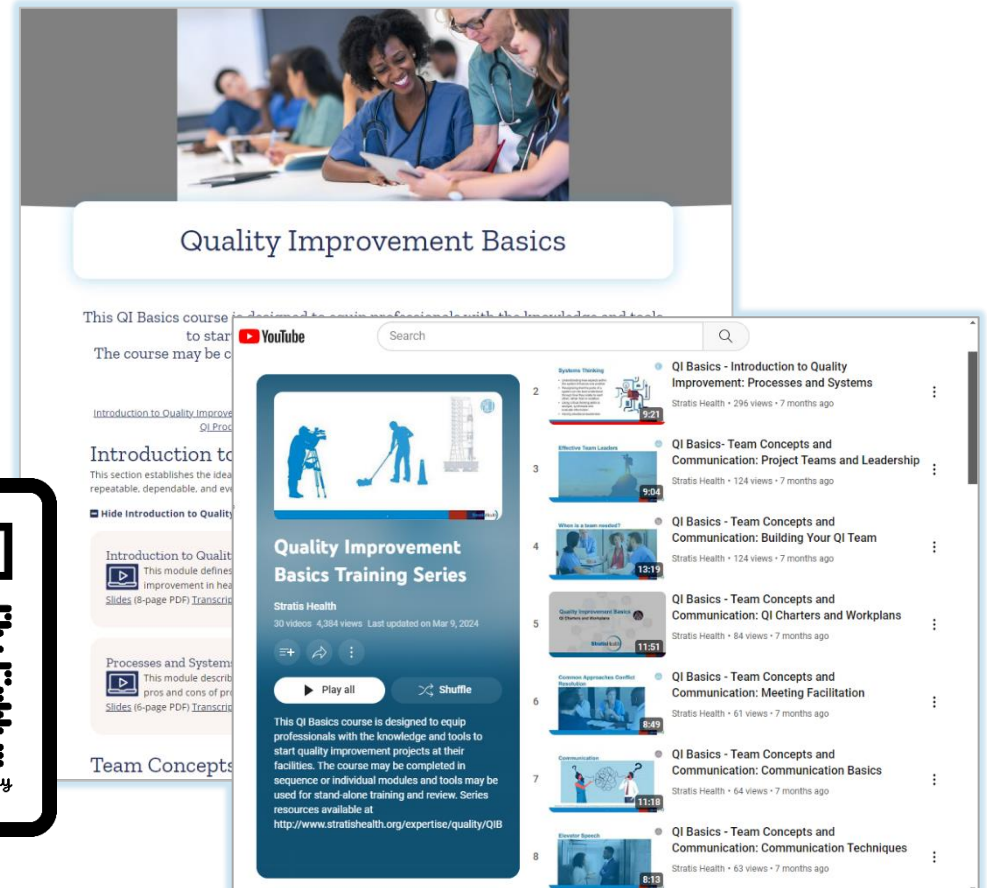 Quality Improvement Basics
This QI Basics course is designed to equip professionals with the knowledge and tools
to star
The course may be c
Introduction to Quality Improve
QI Proc
Introduction to
This section establishes the idea
repeatable, dependable, and eve
Hide Introduction to Quality
Introduction to Qualit
This module defines
improvement in hea
Slides (8-page PDF) Transcrip
Processes and System
This module describ
pros and cons of pro
Slides (6-page PDF) Transcrip
Team Concepts
YouTube
Search
Quality Improvement
Basics Training Series
Stratis Health
30 videos 4,384 views Last updated on Mar 9, 2024
Play all
Shuffle
This QI Basics course is designed to equip
professionals with the knowledge and tools to
start quality improvement projects at their
facilities. The course may be completed in
sequence or individual modules and tools may be
used for stand-alone training and review. Series
resources available at
http://www.stratishealth.org/expertise/quality/QIB
2
Systems Thinking
9:21
QI Basics - Introduction to Quality
Improvement: Processes and Systems
Stratis Health • 296 views • 7 months ago
3
Effective Team Leaders
9:04
QI Basics- Team Concepts and
Communication: Project Teams and Leadership
Stratis Health • 124 views • 7 months ago
4
When is a team needed?
13:19
QI Basics - Team Concepts and
Communication: Building Your QI Team
Stratis Health • 124 views • 7 months ago
5
Quality Improvement Basics
QI Charters and Workplans
11:51
QI Basics - Team Concepts and
Communication: QI Charters and Workplans
Stratis Health • 84 views • 7 months ago
6
Common Approaches Conflict
Resolution
8:49
QI Basics - Team Concepts and
Communication: Meeting Facilitation
Stratis Health • 61 views • 7 months ago
7
Communication
11:18
QI Basics - Team Concepts and
Communication: Communication Basics
Stratis Health • 64 views • 7 months ago
8
Elevator Speech
8:13
QI Basics - Team Concepts and
Communication: Communication Techniques
Stratis Health • 63 views • 7 months ago